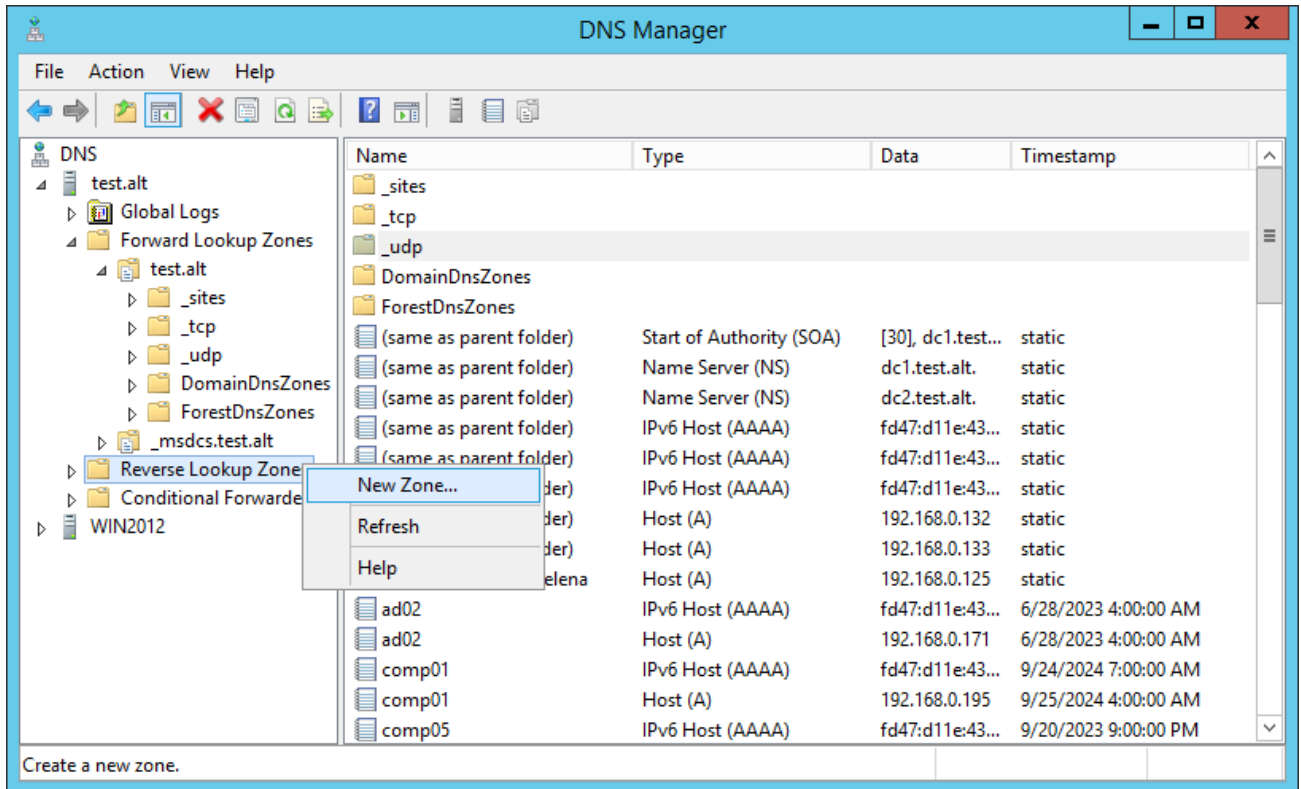 DNS Manager
File Action View Help
DNS
test.alt
Global Logs
Forward Lookup Zones
test.alt
_sites
_tcp
_udp
DomainDnsZones
ForestDnsZones
_msdcs.test.alt
Reverse Lookup Zone
Conditional Forwarde
WIN2012
Name Type Data Timestamp
_sites
_tcp
_udp
DomainDnsZones
ForestDnsZones
(same as parent folder) Start of Authority (SOA) [30], dc1.test... static
(same as parent folder) Name Server (NS) dc1.test.alt. static
(same as parent folder) Name Server (NS) dc2.test.alt. static
(same as parent folder) IPv6 Host (AAAA) fd47:d11e:43... static
(same as parent folder) IPv6 Host (AAAA) fd47:d11e:43... static
der) IPv6 Host (AAAA) fd47:d11e:43... static
der) Host (A) 192.168.0.132 static
der) Host (A) 192.168.0.133 static
elena Host (A) 192.168.0.125 static
ad02 IPv6 Host (AAAA) fd47:d11e:43... 6/28/2023 4:00:00 AM
ad02 Host (A) 192.168.0.171 6/28/2023 4:00:00 AM
comp01 IPv6 Host (AAAA) fd47:d11e:43... 9/24/2024 7:00:00 AM
comp01 Host (A) 192.168.0.195 9/25/2024 4:00:00 AM
comp05 IPv6 Host (AAAA) fd47:d11e:43... 9/20/2023 9:00:00 PM
New Zone...
Refresh
Help
Create a new zone.